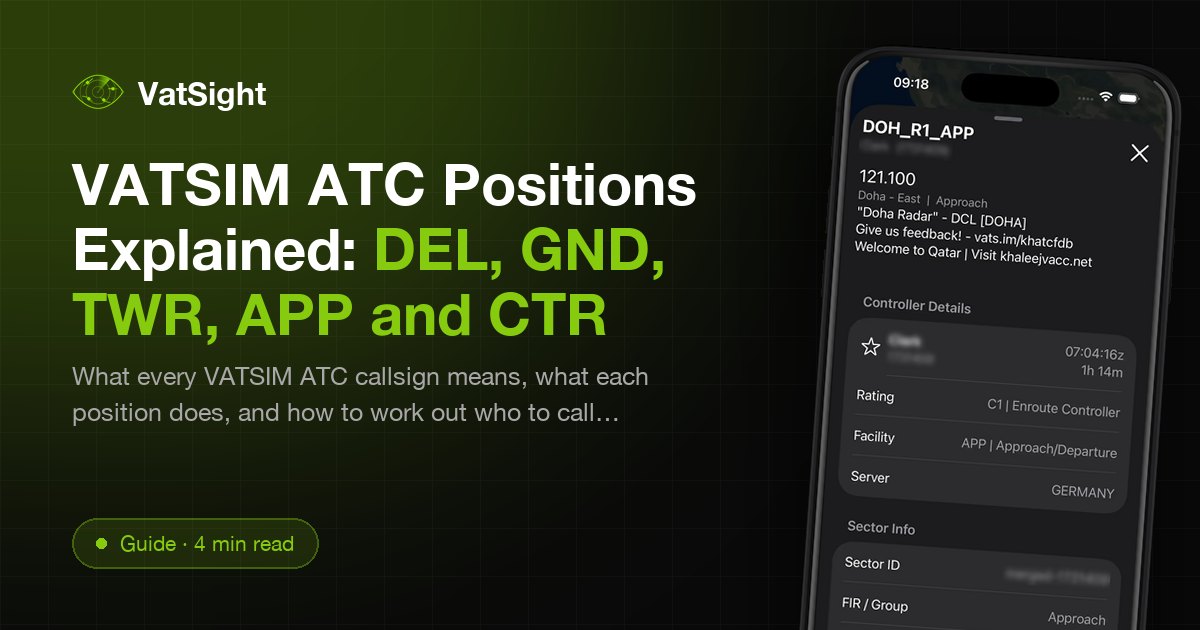 VatSight
VATSIM ATC Positions
Explained: DEL, GND,
TWR, APP and CTR
What every VATSIM ATC callsign means, what each
position does, and how to work out who to call...
Guide · 4 min read
09:18
DOH_R1_APP
121.100
Doha - East | Approach
"Doha Radar" - DCL [DOHA]
Give us feedback! - vats.im/khatcfdb
Welcome to Qatar | Visit khaleejvacc.net
Controller Details
07:04:16z
1h 14m
Rating C1 | Enroute Controller
Facility APP | Approach/Departure
Server GERMANY
Sector Info
Sector ID
FIR / Group Approach